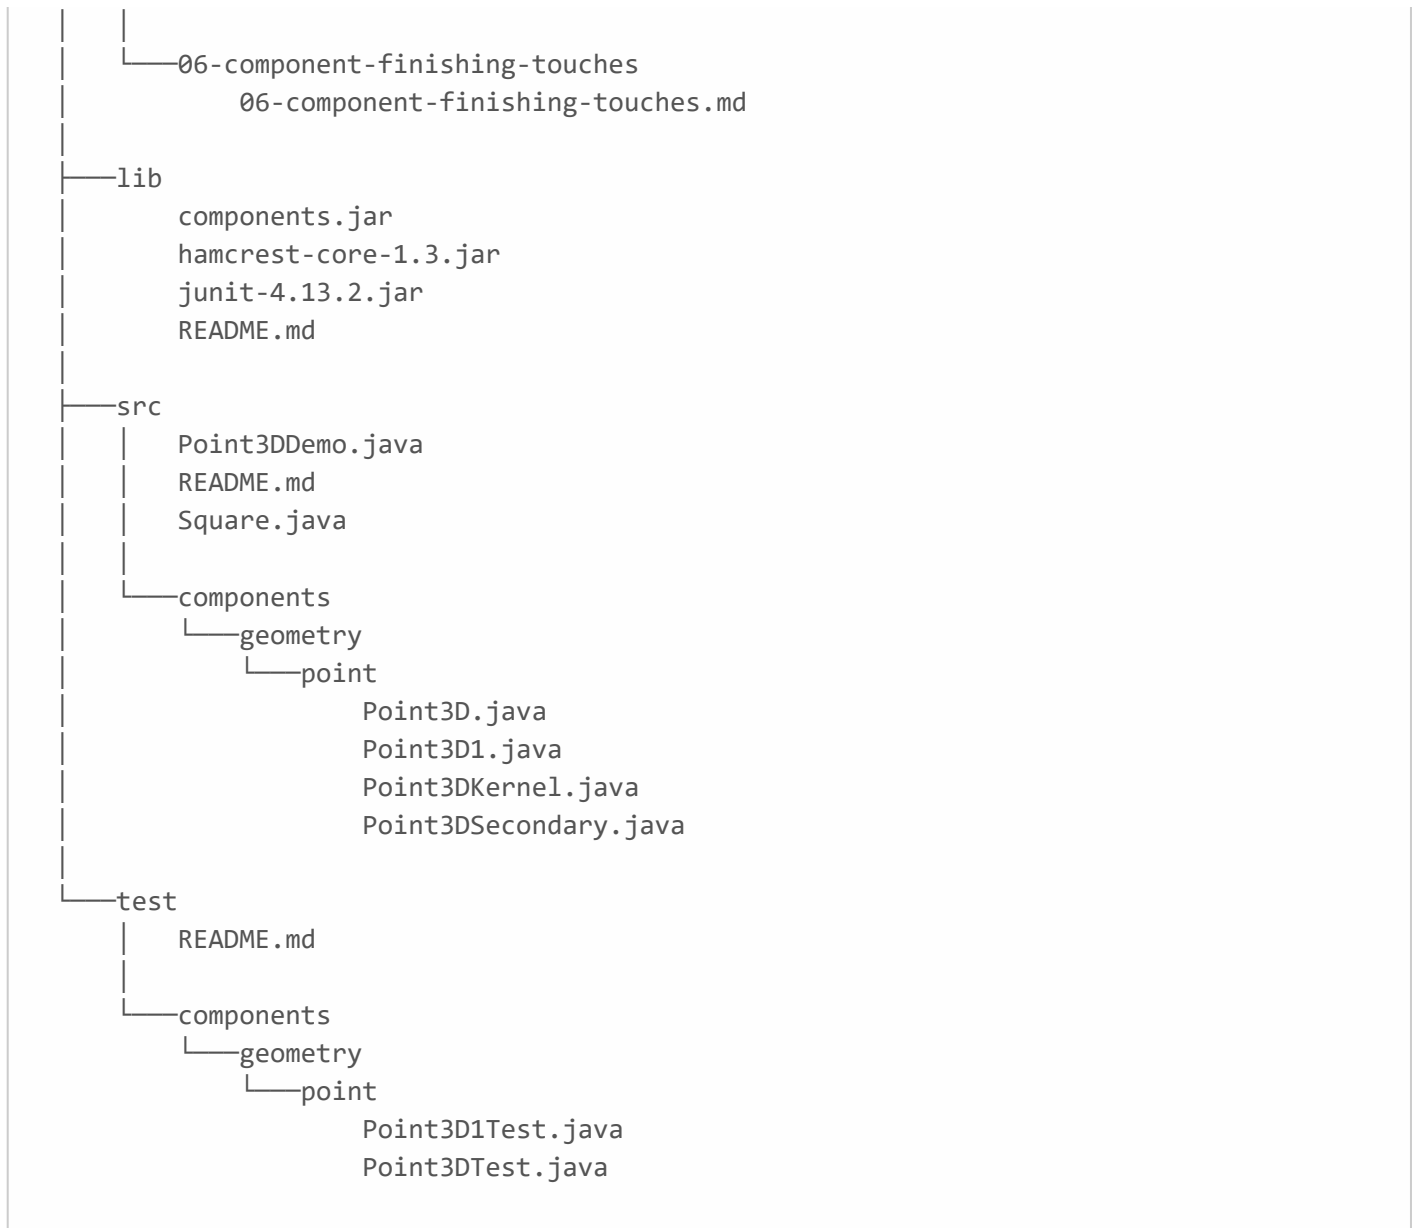 │   │
│   └───06-component-finishing-touches
│           06-component-finishing-touches.md
│
├───lib
│       components.jar
│       hamcrest-core-1.3.jar
│       junit-4.13.2.jar
│       README.md
│
├───src
│   │   Point3DDemo.java
│   │   README.md
│   │   Square.java
│   │
│   └───components
│       └───geometry
│           └───point
│                   Point3D.java
│                   Point3D1.java
│                   Point3DKernel.java
│                   Point3DSecondary.java
│
└───test
    │   README.md
    │
    └───components
        └───geometry
            └───point
                    Point3D1Test.java
                    Point3DTest.java